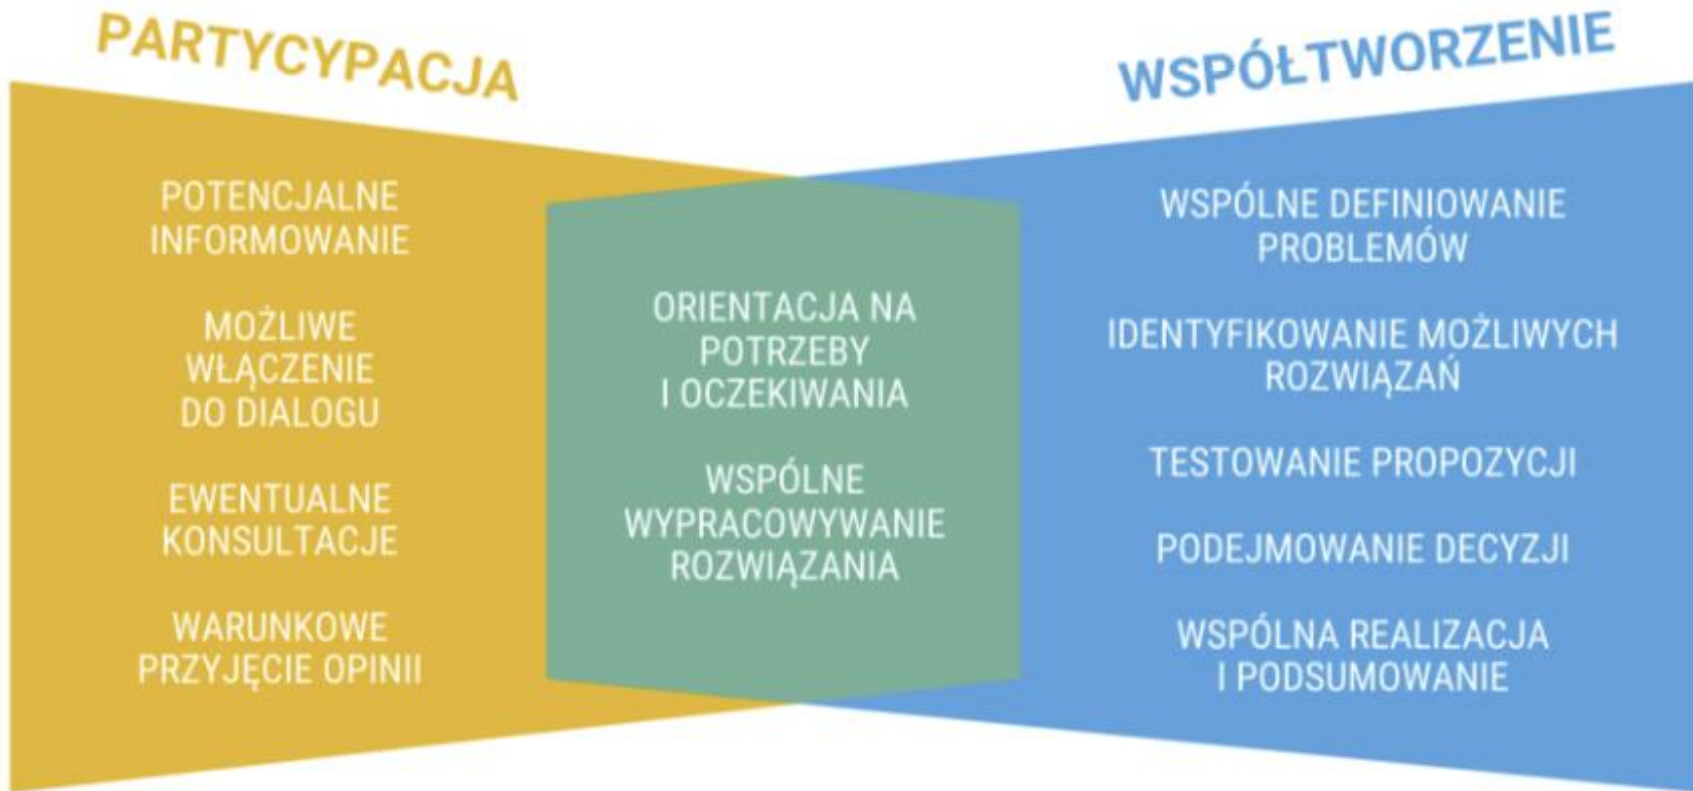 PARTYCYPACJA
POTENCJALNE
INFORMOWANIE
MOŻLIWE
WŁĄCZENIE
DO DIALOGU
EWENTUALNE
KONSULTACJE
WARUNKOWE
PRZYJĘCIE OPINII
ORIENTACJA NA
POTRZEBY
I OCZEKIWANIA
WSPÓLNE
WYPRACOWYWANIE
ROZWIĄZANIA
WSPÓŁTWORZENIE
WSPÓLNE DEFINIOWANIE
PROBLEMÓW
IDENTYFIKOWANIE MOŻLIWYCH
ROZWIĄZAŃ
TESTOWANIE PROPOZYCJI
PODEJMOWANIE DECYZJI
WSPÓLNA REALIZACJA
I PODSUMOWANIE